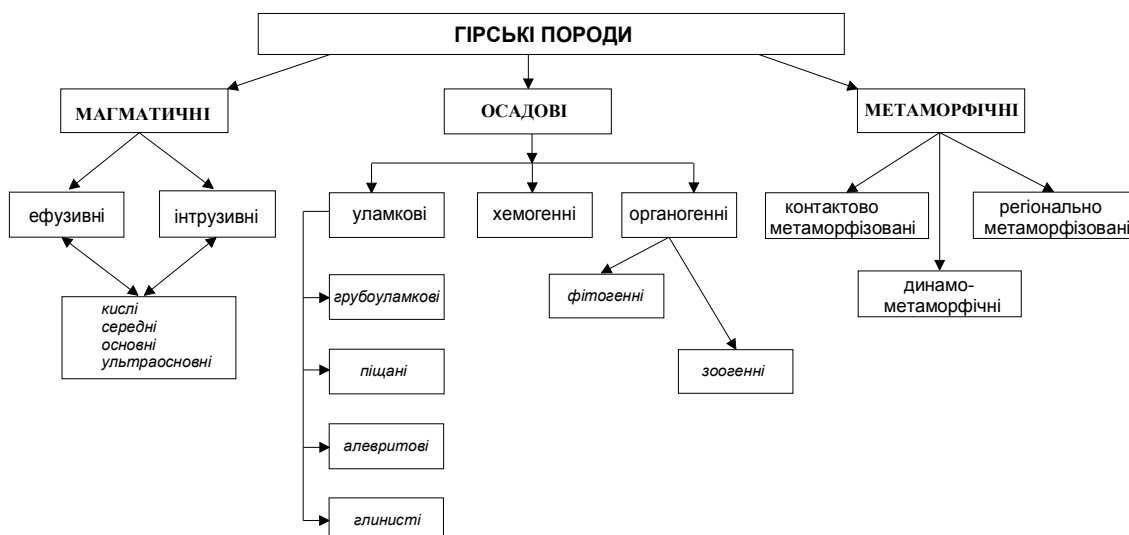 ГІРСЬКІ ПОРОДИ
МАГМАТИЧНІ
ОСАДОВІ
МЕТАМОРФІЧНІ
ефузивні
інтрузивні
уламкові
хемогенні
органогенні
контактово
метаморфізовані
регіонально
метаморфізовані
кислі
середні
основні
ультраосновні
грубоуламкові
фітогенні
динамо-
метаморфічні
піщані
зоогенні
алевритові
глинисті